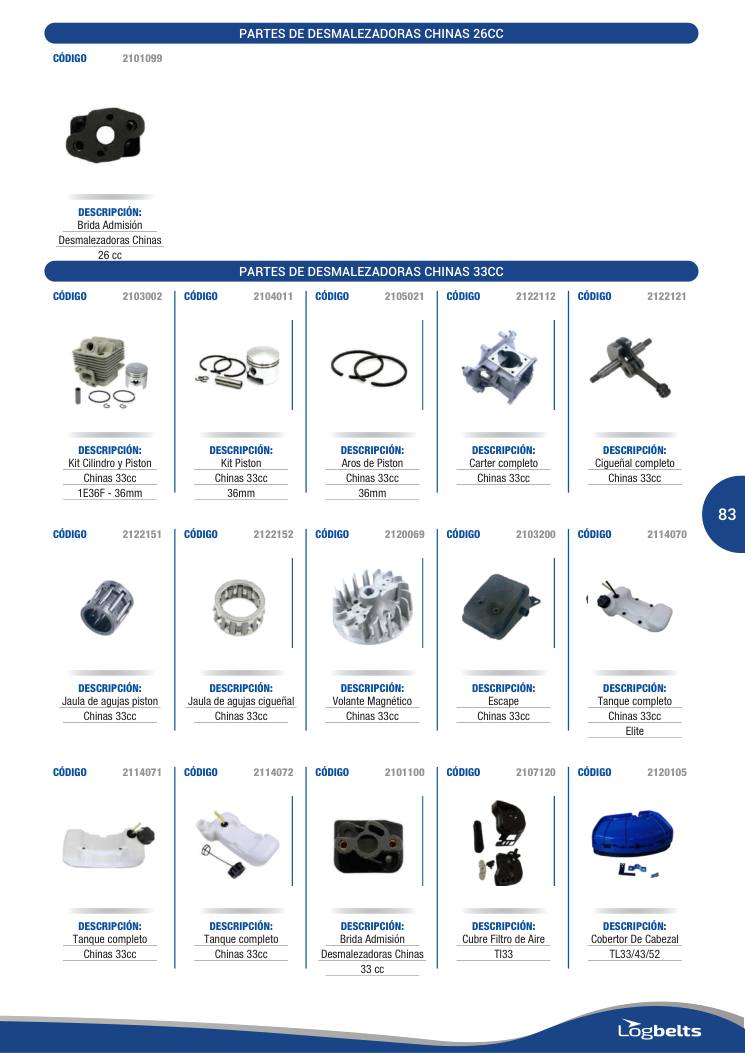 PARTES DE DESMALEZADORAS CHINAS 26CC
CÓDIGO 2101099
DESCRIPCIÓN:
Brida Admisión
Desmalezadoras Chinas
26 cc
PARTES DE DESMALEZADORAS CHINAS 33CC
CÓDIGO 2103002
DESCRIPCIÓN:
Kit Cilindro y Piston
Chinas 33cc
1E36F - 36mm
CÓDIGO 2104011
DESCRIPCIÓN:
Kit Piston
Chinas 33cc
36mm
CÓDIGO 2105021
DESCRIPCIÓN:
Aros de Piston
Chinas 33cc
36mm
CÓDIGO 2122112
DESCRIPCIÓN:
Carter completo
Chinas 33cc
CÓDIGO 2122121
DESCRIPCIÓN:
Cigueñal completo
Chinas 33cc
83
CÓDIGO 2122151
DESCRIPCIÓN:
Jaula de agujas piston
Chinas 33cc
CÓDIGO 2122152
DESCRIPCIÓN:
Jaula de agujas cigueñal
Chinas 33cc
CÓDIGO 2120069
DESCRIPCIÓN:
Volante Magnético
Chinas 33cc
CÓDIGO 2103200
DESCRIPCIÓN:
Escape
Chinas 33cc
CÓDIGO 2114070
DESCRIPCIÓN:
Tanque completo
Chinas 33cc
Elite
CÓDIGO 2114071
DESCRIPCIÓN:
Tanque completo
Chinas 33cc
CÓDIGO 2114072
DESCRIPCIÓN:
Tanque completo
Chinas 33cc
CÓDIGO 2101100
DESCRIPCIÓN:
Brida Admisión
Desmalezadoras Chinas
33 cc
CÓDIGO 2107120
DESCRIPCIÓN:
Cubre Filtro de Aire
Tl33
CÓDIGO 2120105
DESCRIPCIÓN:
Cobertor De Cabezal
TL33/43/52
Logbelts